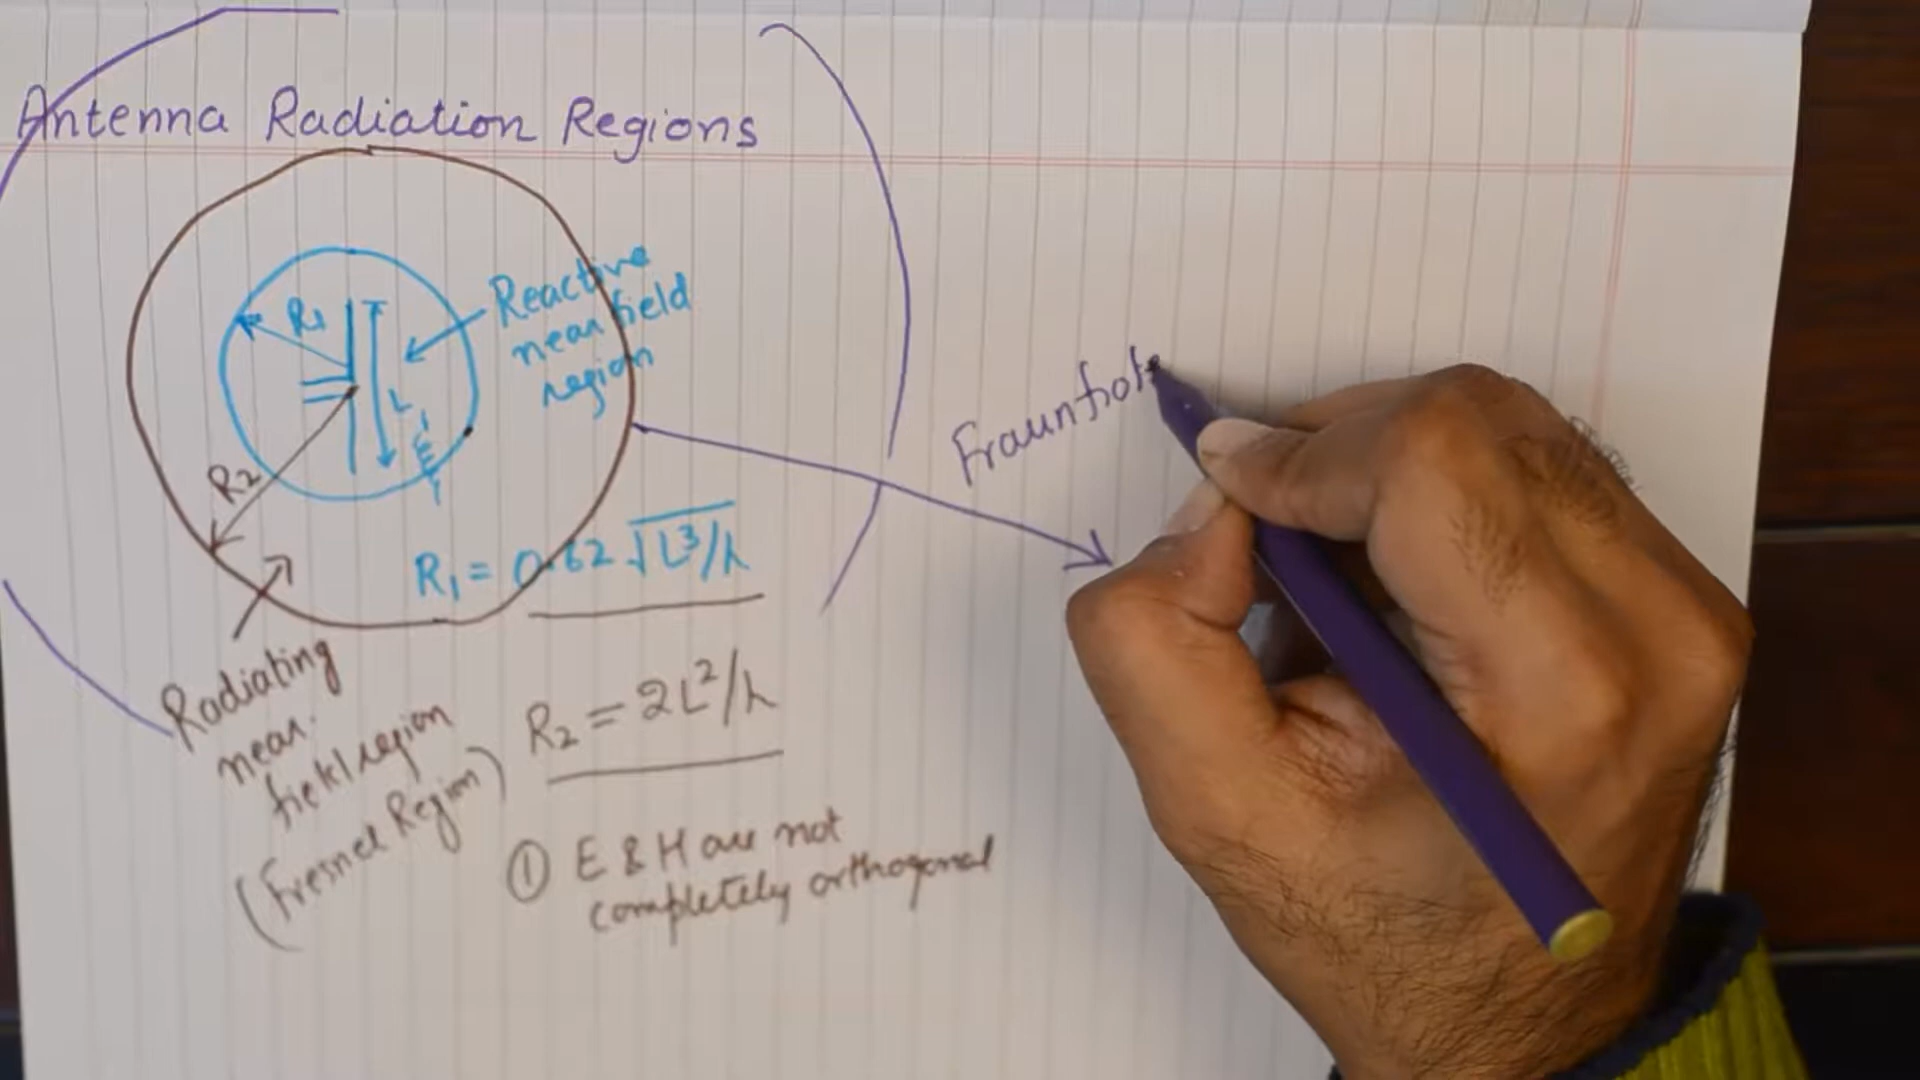 Antenna Radiation Regions
Reactive
near field
region
R1
L
R2
R1 = 0.62 √L³/λ
Radiating
near
field region
(Fresnel Region)
R2 = 2L²/λ
① E & H are not
completely orthogonal